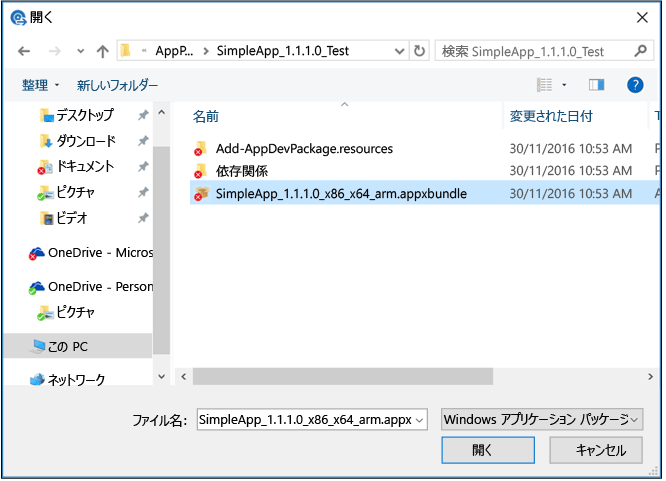 開く
« AppP... › SimpleApp_1.1.1.0_Test
検索 SimpleApp_1.1.1.0_Test
整理 新しいフォルダー
デスクトップ
ダウンロード
ドキュメント
ピクチャ
ビデオ
OneDrive - Micros
OneDrive - Person
ピクチャ
この PC
ネットワーク
名前 変更された日付 T
Add-AppDevPackage.resources 30/11/2016 10:53 AM F
依存関係 30/11/2016 10:53 AM F
SimpleApp_1.1.1.0_x86_x64_arm.appxbundle 30/11/2016 10:53 AM A
ファイル名: SimpleApp_1.1.1.0_x86_x64_arm.appx Windows アプリケーション パッケージ
開く キャンセル